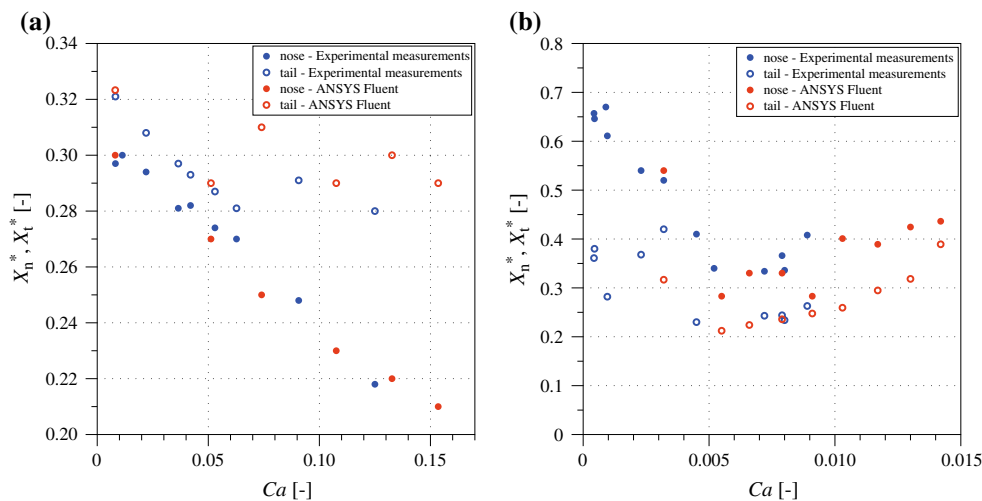 (a)
0.34
0.32
0.30
0.28
0.26
0.24
0.22
0.20
X_n*, X_t* [-]
nose - Experimental measurements
tail - Experimental measurements
nose - ANSYS Fluent
tail - ANSYS Fluent
0 0.05 0.10 0.15
Ca [-]
(b)
0.8
0.7
0.6
0.5
0.4
0.3
0.2
0.1
0
X_n*, X_t* [-]
nose - Experimental measurements
tail - Experimental measurements
nose - ANSYS Fluent
tail - ANSYS Fluent
0 0.005 0.010 0.015
Ca [-]